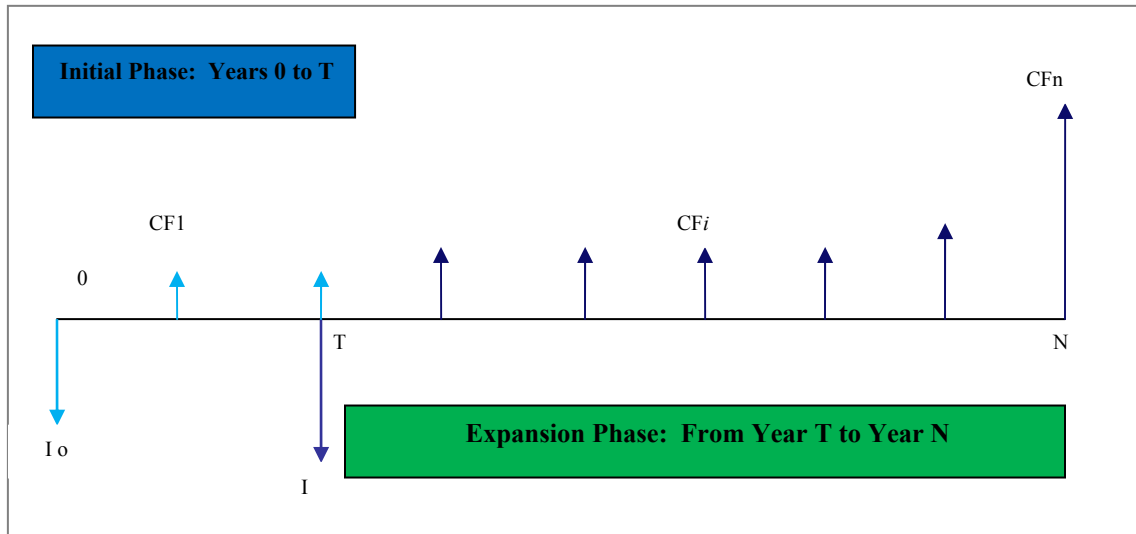 Initial Phase: Years 0 to T
CFn
CF1
CFi
0
T
N
Expansion Phase: From Year T to Year N
I o
I